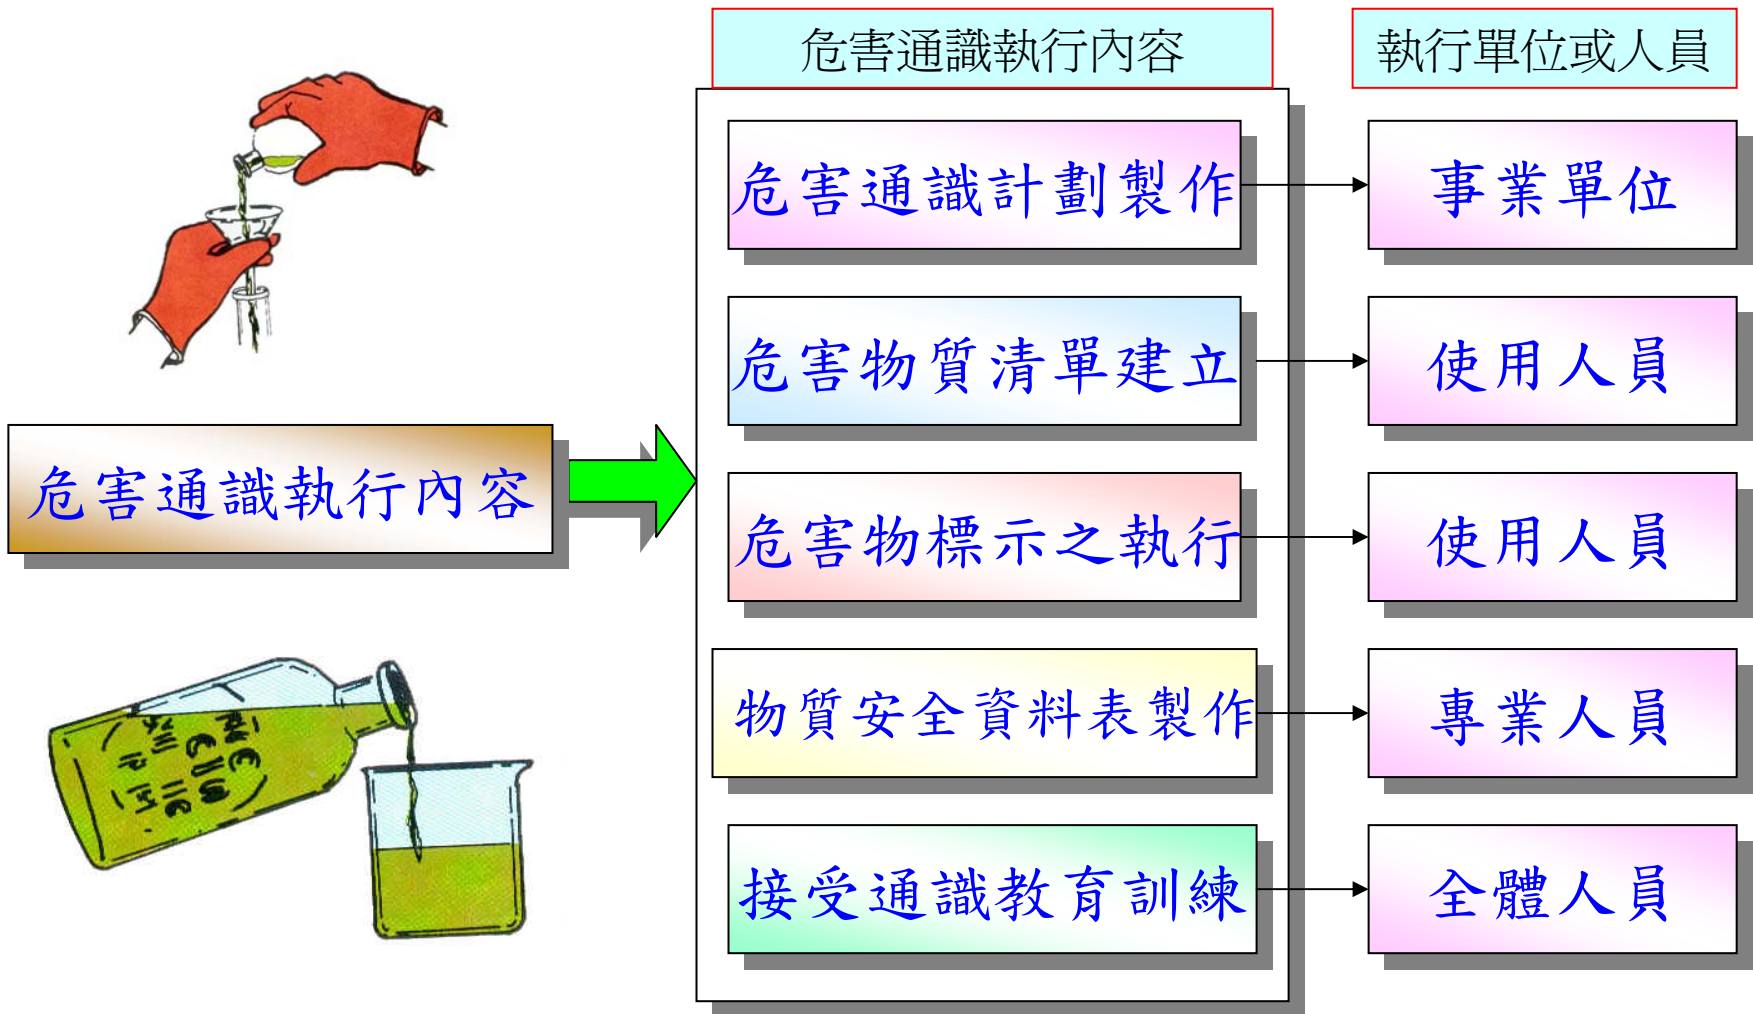 危害通識執行內容
執行單位或人員
危害通識計劃製作
事業單位
危害物質清單建立
使用人員
危害通識執行內容
危害物標示之執行
使用人員
物質安全資料表製作
專業人員
接受通識教育訓練
全體人員